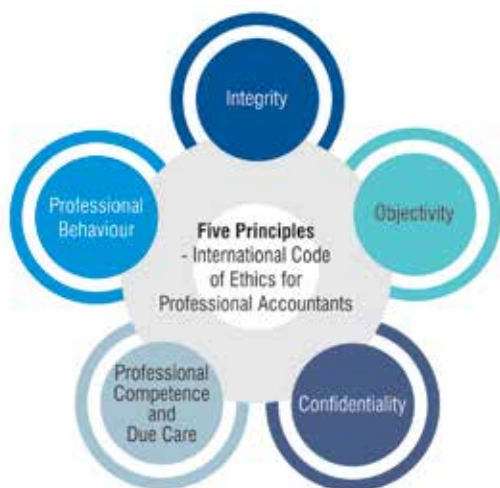 Integrity
Objectivity
Confidentiality
Professional
Competence
and
Due Care
Professional
Behaviour
Five Principles
- International Code
of Ethics for
Professional Accountants